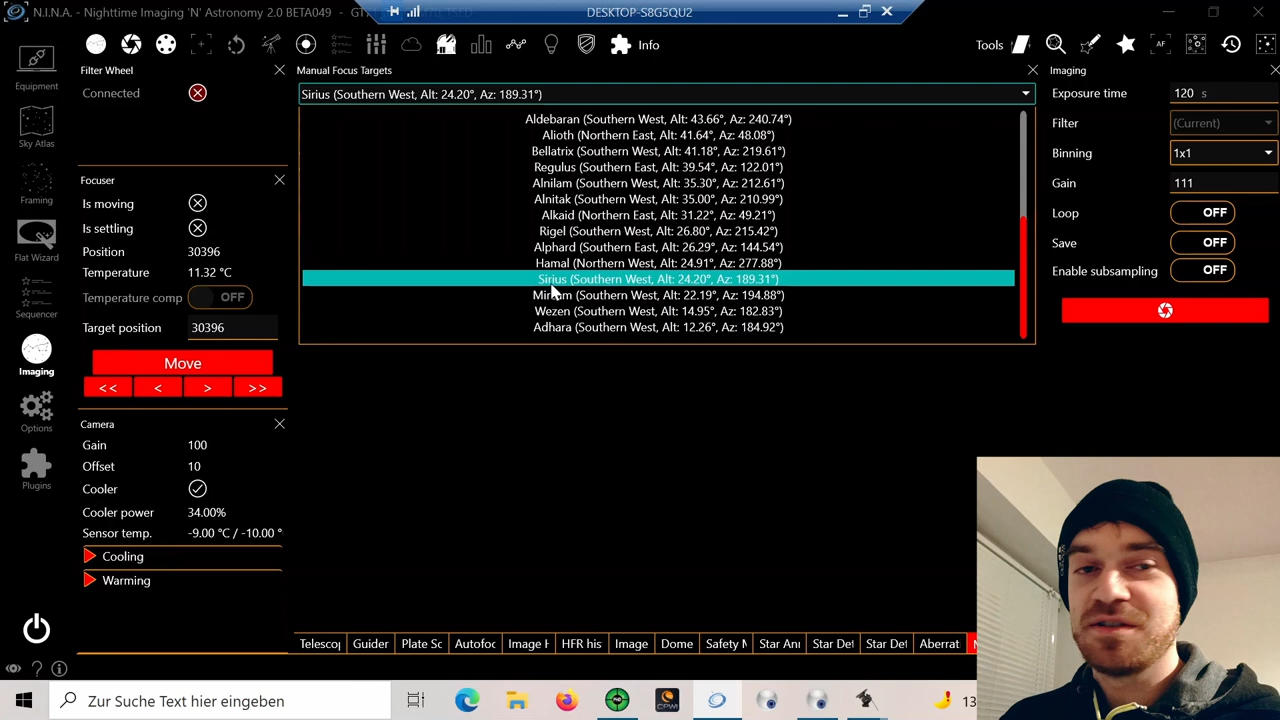 N.I.N.A. - Nighttime Imaging 'N' Astronomy 2.0 BETA049 - GT
DESKTOP-S8G5QU2
Info
Tools
AF
Equipment
Sky Atlas
Framing
Flat Wizard
Sequencer
Imaging
Options
Plugins
Filter Wheel
Connected
Focuser
Is moving
Is settling
Position 30396
Temperature 11.32 °C
Temperature comp OFF
Target position 30396
Move
<< < > >>
Camera
Gain 100
Offset 10
Cooler
Cooler power 34.00%
Sensor temp. -9.00 °C / -10.00 °
Cooling
Warming
Manual Focus Targets
Sirius (Southern West, Alt: 24.20°, Az: 189.31°)
Aldebaran (Southern West, Alt: 43.66°, Az: 240.74°)
Alioth (Northern East, Alt: 41.64°, Az: 48.08°)
Bellatrix (Southern West, Alt: 41.18°, Az: 219.61°)
Regulus (Southern East, Alt: 39.54°, Az: 122.01°)
Alnilam (Southern West, Alt: 35.30°, Az: 212.61°)
Alnitak (Southern West, Alt: 35.00°, Az: 210.99°)
Alkaid (Northern East, Alt: 31.22°, Az: 49.21°)
Rigel (Southern West, Alt: 26.80°, Az: 215.42°)
Alphard (Southern East, Alt: 26.29°, Az: 144.54°)
Hamal (Northern West, Alt: 24.91°, Az: 277.88°)
Sirius (Southern West, Alt: 24.20°, Az: 189.31°)
(Southern West, Alt: 22.19°, Az: 194.88°)
Wezen (Southern West, Alt: 14.95°, Az: 182.83°)
Adhara (Southern West, Alt: 12.26°, Az: 184.92°)
Telescop Guider Plate So Autofoc Image H HFR his Image Dome Safety M Star An Star Det Star Det Aberrat
Imaging
Exposure time 120 s
Filter (Current)
Binning 1x1
Gain 111
Loop OFF
Save OFF
Enable subsampling OFF
Zur Suche Text hier eingeben
CPWI
13